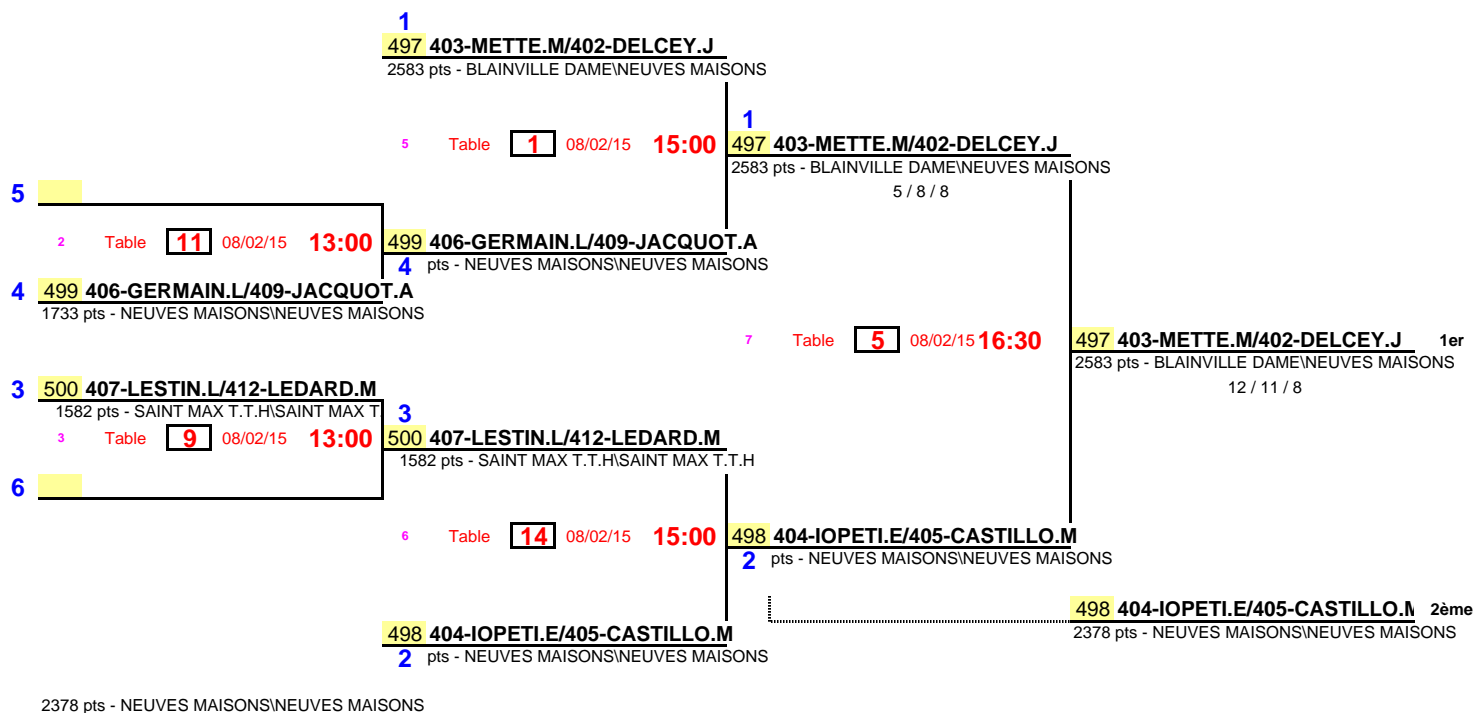 1
497 403-METTE.M/402-DELCEY.J
2583 pts - BLAINVILLE DAME\NEUVES MAISONS
1
5 Table 1 08/02/15 15:00 497 403-METTE.M/402-DELCEY.J
2583 pts - BLAINVILLE DAME\NEUVES MAISONS
5 5 / 8 / 8
2 Table 11 08/02/15 13:00 499 406-GERMAIN.L/409-JACQUOT.A
4 pts - NEUVES MAISONS\NEUVES MAISONS
4 499 406-GERMAIN.L/409-JACQUOT.A
1733 pts - NEUVES MAISONS\NEUVES MAISONS
7 Table 5 08/02/15 16:30 497 403-METTE.M/402-DELCEY.J 1er
2583 pts - BLAINVILLE DAME\NEUVES MAISONS
12 / 11 / 8
3 500 407-LESTIN.L/412-LEDARD.M
1582 pts - SAINT MAX T.T.H\SAINT MAX T.
3
3 Table 9 08/02/15 13:00 500 407-LESTIN.L/412-LEDARD.M
1582 pts - SAINT MAX T.T.H\SAINT MAX T.T.H
6
6 Table 14 08/02/15 15:00 498 404-IOPETI.E/405-CASTILLO.M
2 pts - NEUVES MAISONS\NEUVES MAISONS
498 404-IOPETI.E/405-CASTILLO.M 2ème
2378 pts - NEUVES MAISONS\NEUVES MAISONS
498 404-IOPETI.E/405-CASTILLO.M
2 pts - NEUVES MAISONS\NEUVES MAISONS
2378 pts - NEUVES MAISONS\NEUVES MAISONS